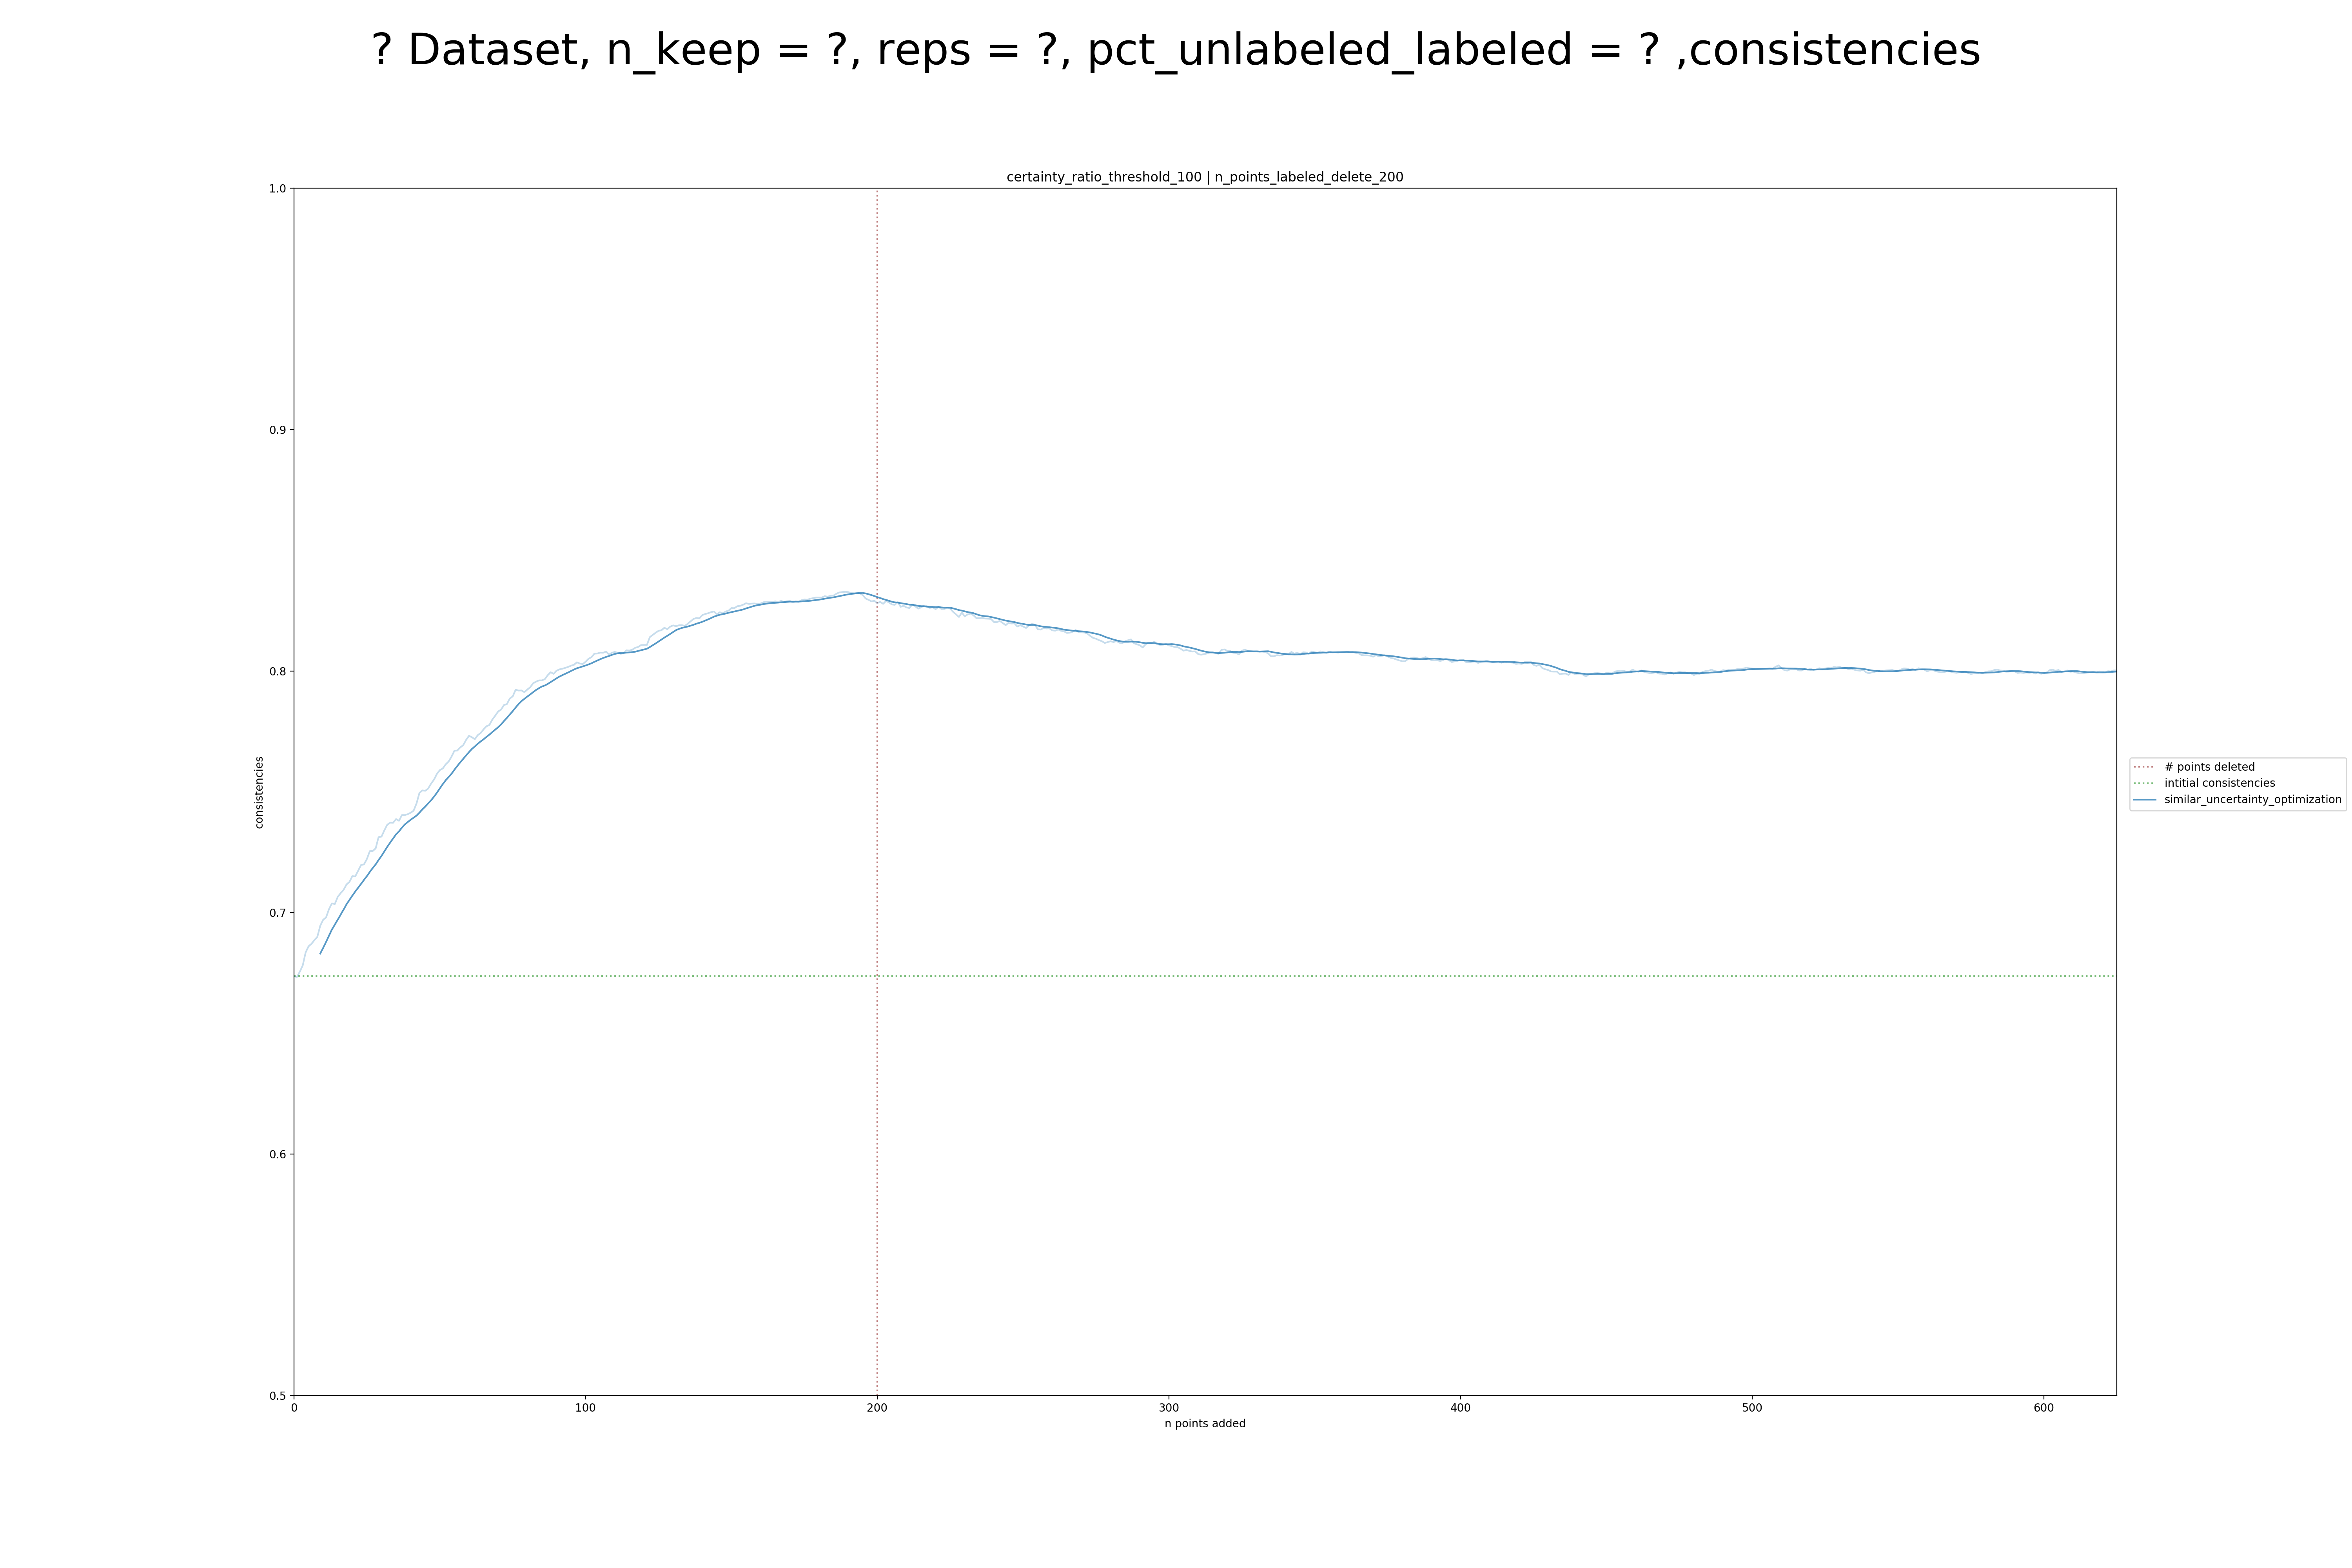 ? Dataset, n_keep = ?, reps = ?, pct_unlabeled_labeled = ? ,consistencies
certainty_ratio_threshold_100 | n_points_labeled_delete_200
1.0
0.9
0.8
0.7
0.6
0.5
consistencies
0 100 200 300 400 500 600
n points added
# points deleted
intitial consistencies
similar_uncertainty_optimization